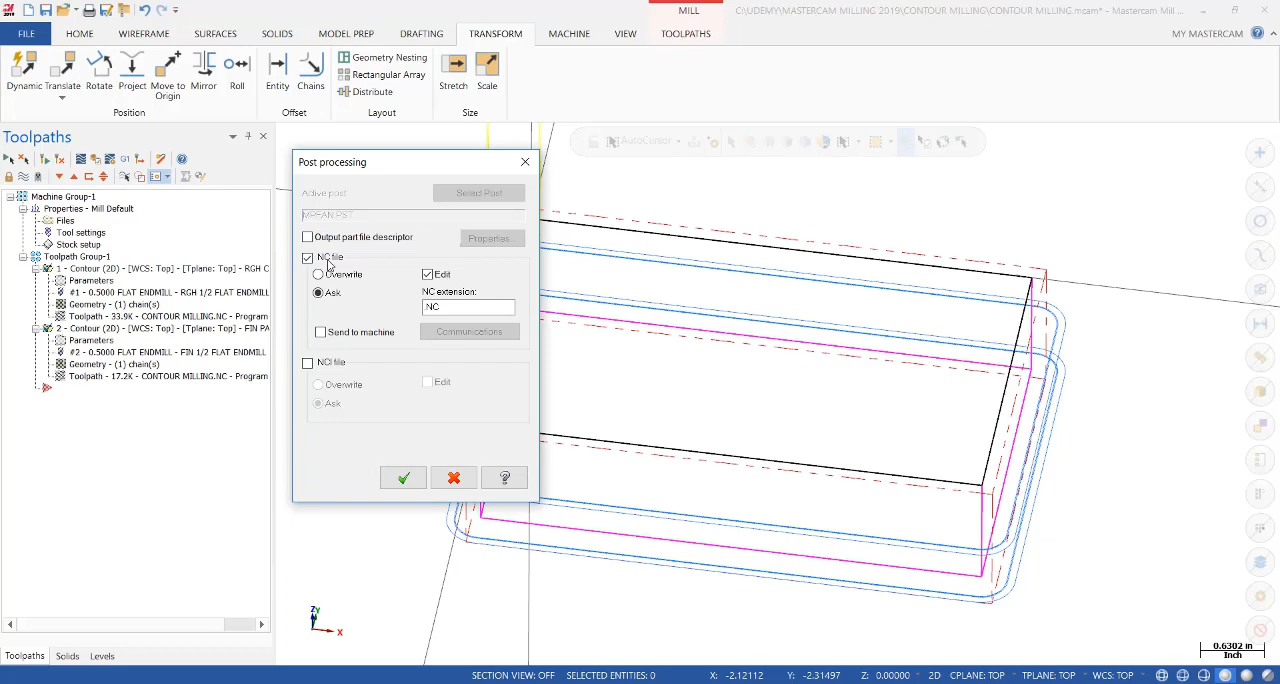 MILL
C:\UDEMY\MASTERCAM MILLING 2019\CONTOUR MILLING\CONTOUR MILLING.mcam* - Mastercam Mill ...
FILE
HOME
WIREFRAME
SURFACES
SOLIDS
MODEL PREP
DRAFTING
TRANSFORM
MACHINE
VIEW
TOOLPATHS
MY MASTERCAM
Dynamic
Translate
Rotate
Project
Move to
Origin
Mirror
Roll
Entity
Chains
Geometry Nesting
Rectangular Array
Distribute
Stretch
Scale
Position
Offset
Layout
Size
Toolpaths
G1
AutoCursor
Machine Group-1
Properties - Mill Default
Files
Tool settings
Stock setup
Toolpath Group-1
1 - Contour (2D) - [WCS: Top] - [Tplane: Top] - RGH C
Parameters
#1 - 0.5000 FLAT ENDMILL - RGH 1/2 FLAT ENDMILL
Geometry - (1) chain(s)
Toolpath - 33.9K - CONTOUR MILLING.NC - Program
2 - Contour (2D) - [WCS: Top] - [Tplane: Top] - FIN PA
Parameters
#2 - 0.5000 FLAT ENDMILL - FIN 1/2 FLAT ENDMILL
Geometry - (1) chain(s)
Toolpath - 17.2K - CONTOUR MILLING.NC - Program
Post processing
Active post
Select Post
MPFAN.PST
Output part file descriptor
Properties...
NC file
Overwrite
Edit
Ask
NC extension:
.NC
Send to machine
Communications
NCI file
Overwrite
Edit
Ask
Z Y
X
0.6302 in
Inch
Toolpaths
Solids
Levels
SECTION VIEW: OFF
SELECTED ENTITIES: 0
X: -2.12112
Y: -2.31497
Z: 0.00000
2D
CPLANE: TOP
TPLANE: TOP
WCS: TOP